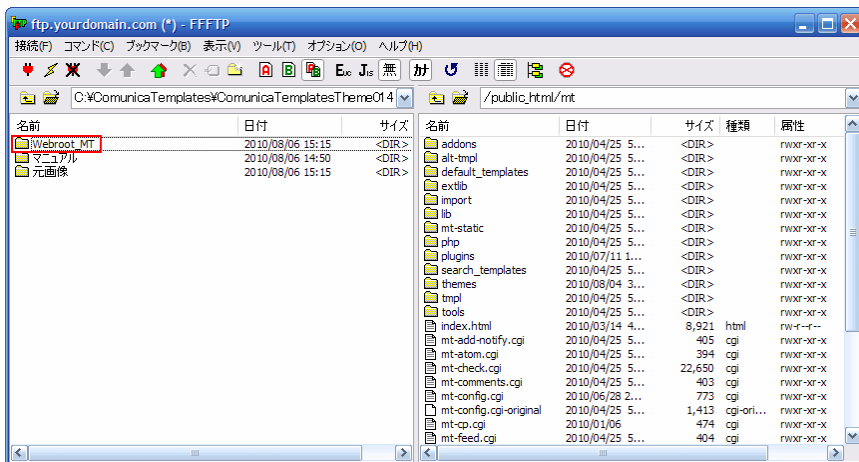 ftp.yourdomain.com (*) - FFFTP
接続(F) コマンド(C) ブックマーク(B) 表示(V) ツール(T) オプション(O) ヘルプ(H)
A B A B Euc Jis 無 カナ
C:¥ComunicaTemplates¥ComunicaTemplatesTheme014 /public_html/mt
名前 日付 サイズ 名前 日付 サイズ 種類 属性
Webroot_MT 2010/08/06 15:15 <DIR>
マニュアル 2010/08/06 14:50 <DIR>
元画像 2010/08/06 15:15 <DIR>
addons 2010/04/25 5... <DIR> rwxr-xr-x
alt-tmpl 2010/04/25 5... <DIR> rwxr-xr-x
default_templates 2010/04/25 5... <DIR> rwxr-xr-x
extlib 2010/04/25 5... <DIR> rwxr-xr-x
import 2010/04/25 5... <DIR> rwxr-xr-x
lib 2010/04/25 5... <DIR> rwxr-xr-x
mt-static 2010/04/25 5... <DIR> rwxr-xr-x
php 2010/04/25 5... <DIR> rwxr-xr-x
plugins 2010/07/11 1... <DIR> rwxr-xr-x
search_templates 2010/04/25 5... <DIR> rwxr-xr-x
themes 2010/08/04 3... <DIR> rwxr-xr-x
tmpl 2010/04/25 5... <DIR> rwxr-xr-x
tools 2010/04/25 5... <DIR> rwxr-xr-x
index.html 2010/03/14 4... 8,921 html rw-r--r--
mt-add-notify.cgi 2010/04/25 5... 405 cgi rwxr-xr-x
mt-atom.cgi 2010/04/25 5... 394 cgi rwxr-xr-x
mt-check.cgi 2010/04/25 5... 22,650 cgi rwxr-xr-x
mt-comments.cgi 2010/04/25 5... 403 cgi rwxr-xr-x
mt-config.cgi 2010/06/28 2... 773 cgi rwxr-xr-x
mt-config.cgi-original 2010/04/25 5... 1,413 cgi-ori... rwxr-xr-x
mt-cp.cgi 2010/01/06 474 cgi rwxr-xr-x
mt-feed.cgi 2010/04/25 5... 404 cgi rwxr-xr-x